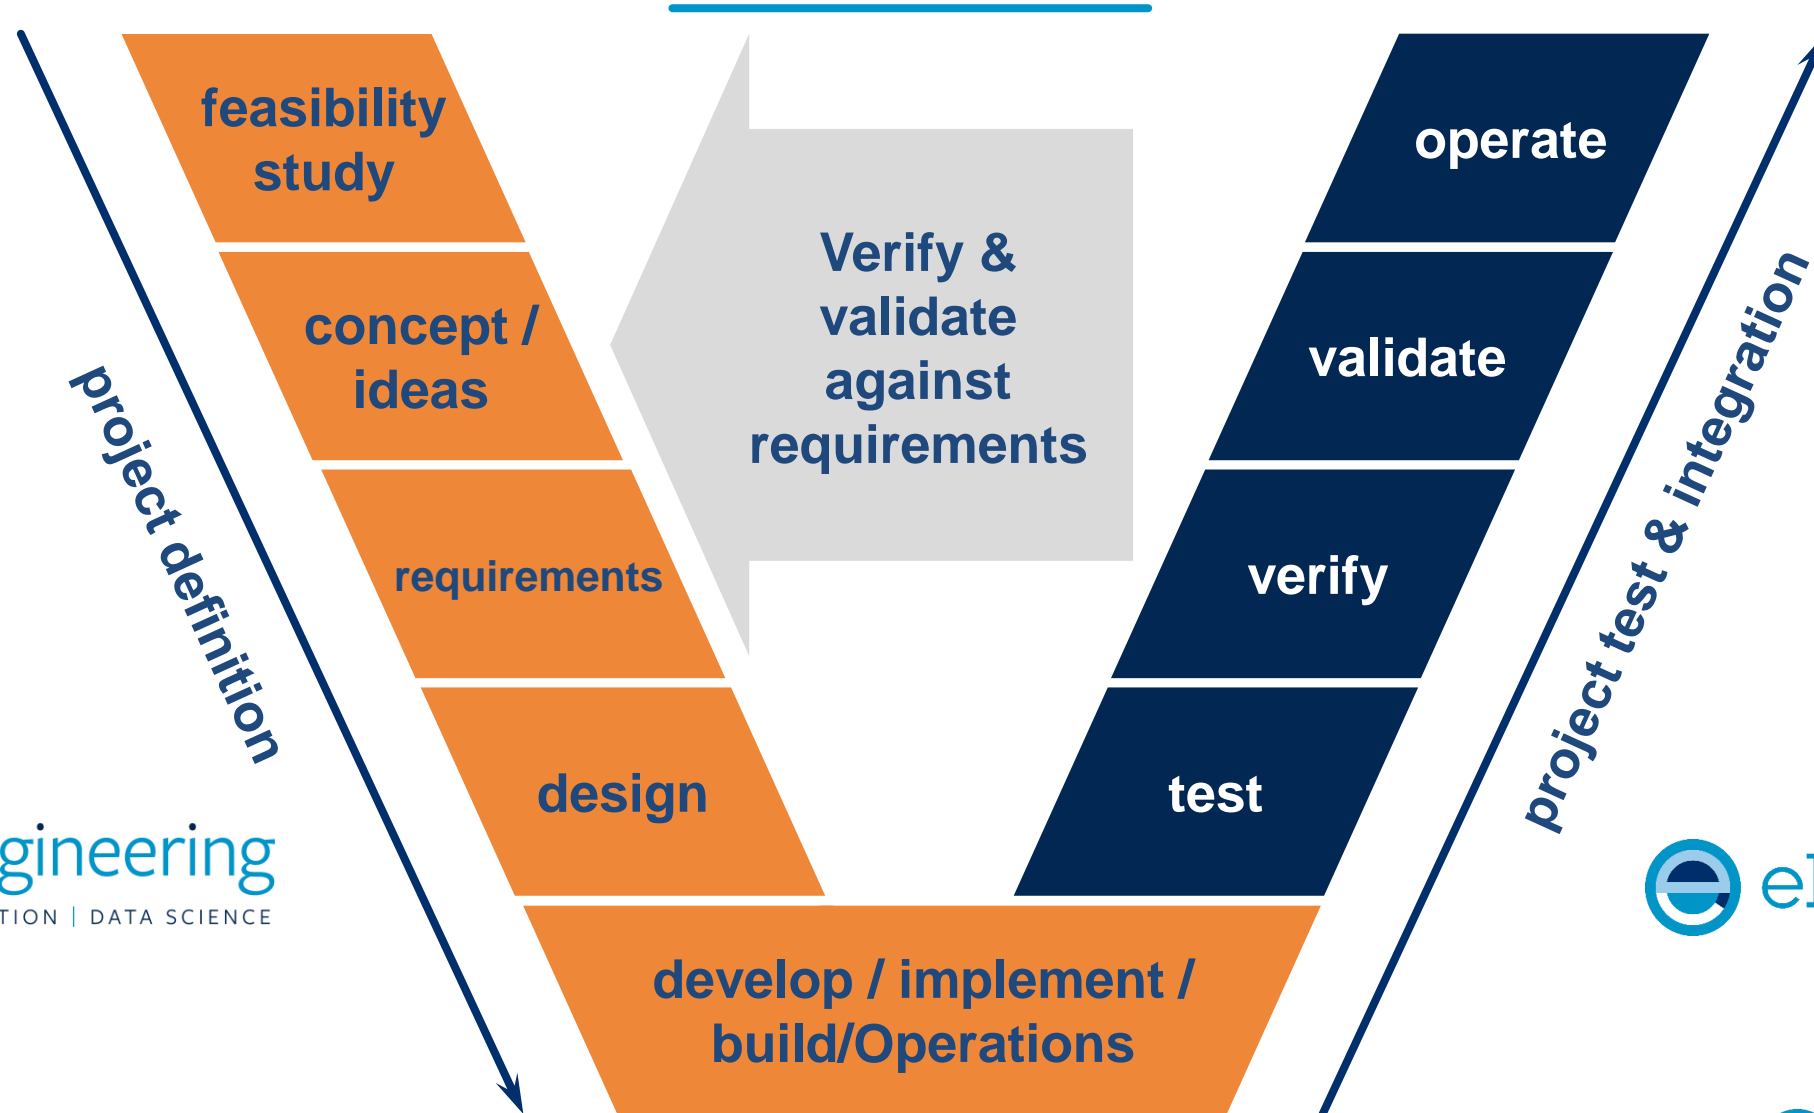 feasibility
study
concept /
ideas
requirements
design
develop / implement /
build/Operations
Verify &
validate
against
requirements
operate
validate
verify
test
project definition
project test & integration
gineering
TION | DATA SCIENCE